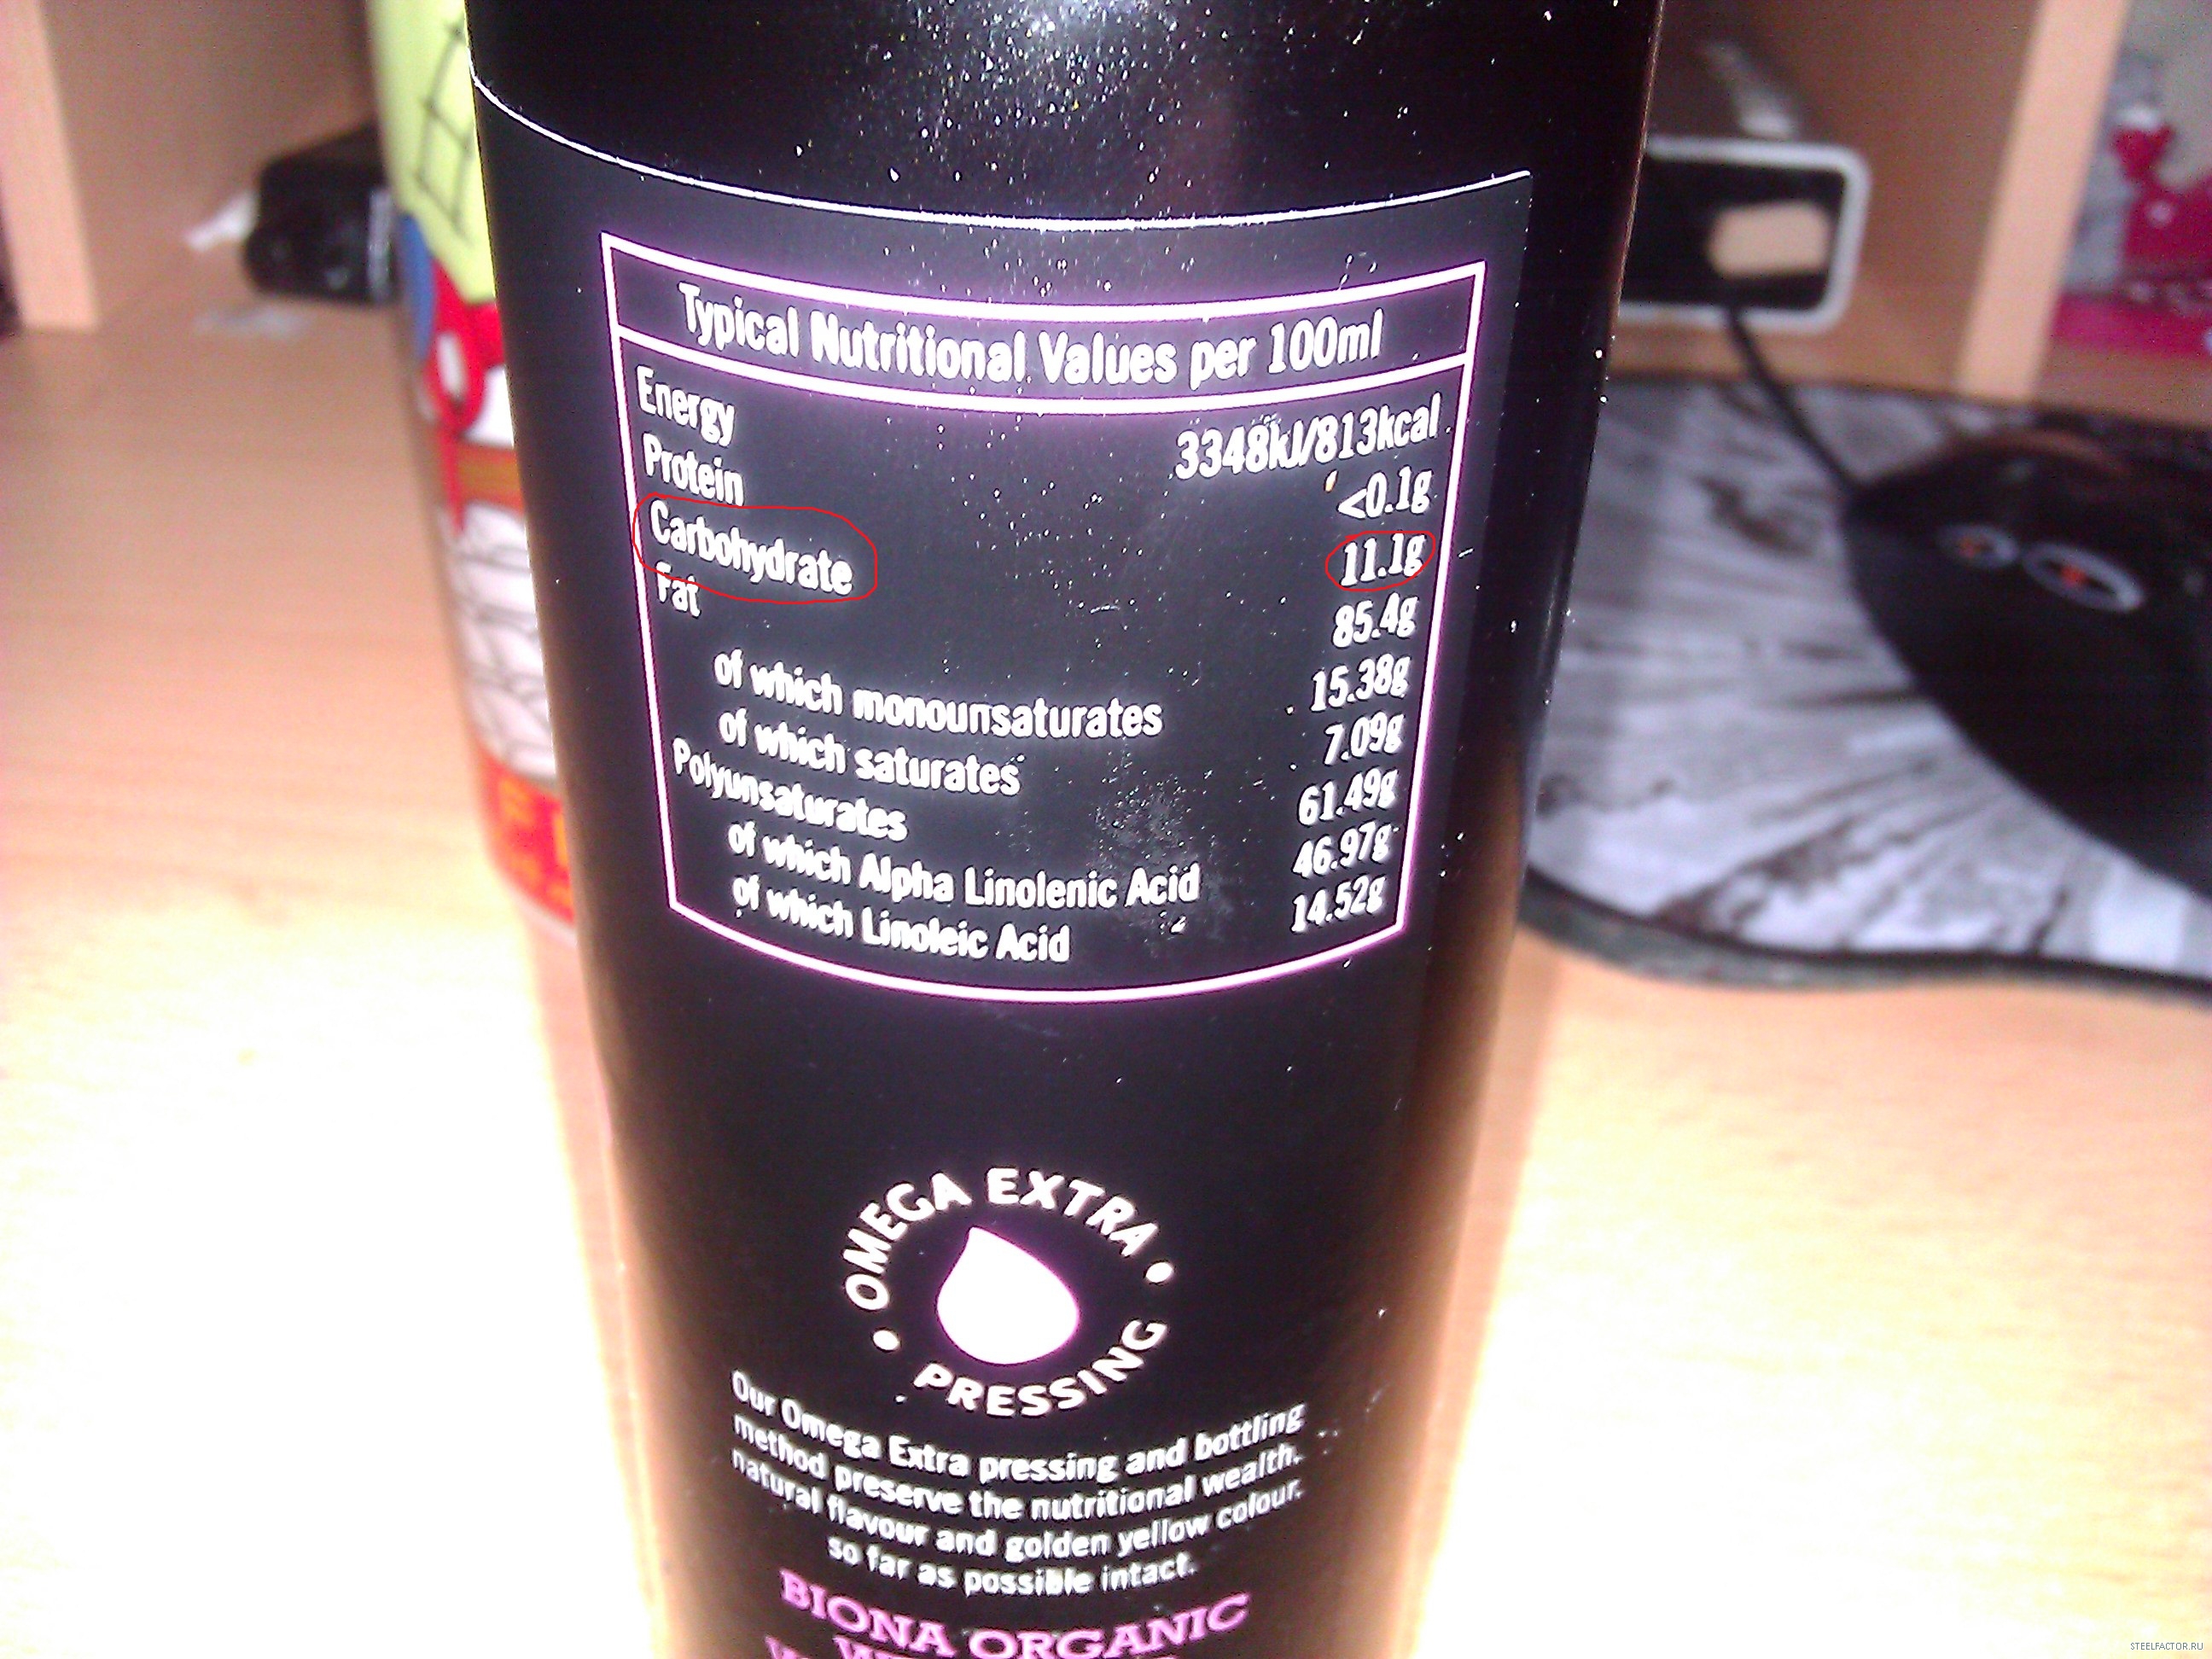 Typical Nutritional Values per 100ml
Energy 3348kJ/813kcal
Protein <0.1g
Carbohydrate 11.1g
Fat 85.4g
of which monounsaturates 15.38g
of which saturates 7.09g
Polyunsaturates 61.49g
of which Alpha Linolenic Acid 46.97g
of which Linoleic Acid 14.52g
OMEGA EXTRA
PRESSING
Our Omega Extra pressing and bottling
method preserve the nutritional wealth,
natural flavour and golden yellow colour,
so far as possible intact.
BIONA ORGANIC
STEELFACTOR.RU